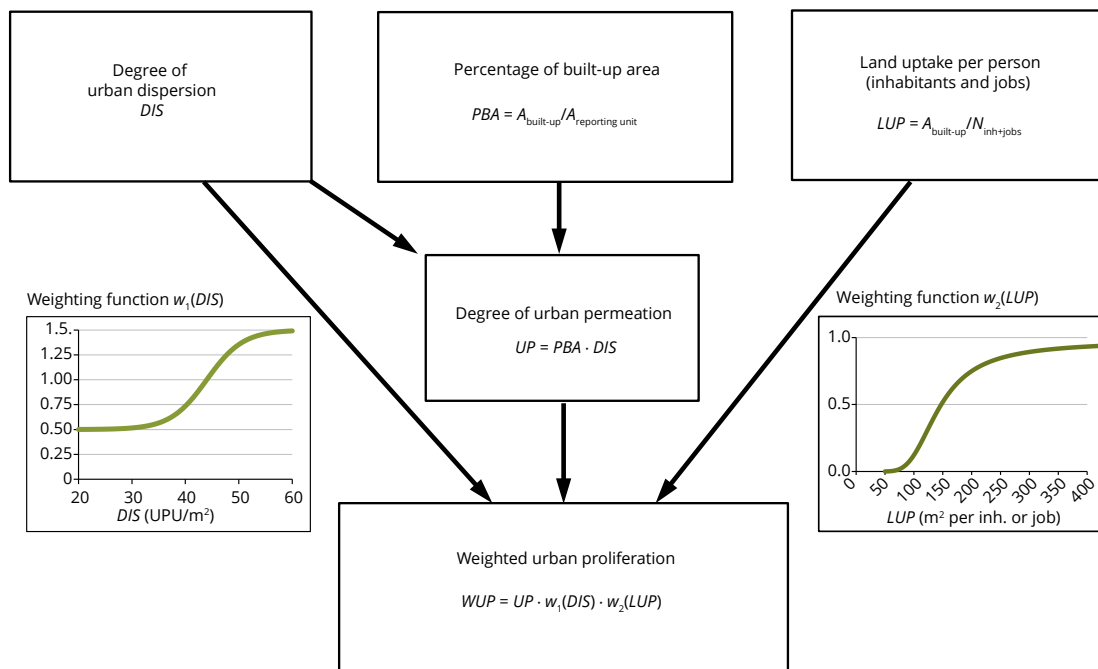 Degree of
urban dispersion
DIS
Percentage of built-up area
PBA = A built-up/A reporting unit
Land uptake per person
(inhabitants and jobs)
LUP = A built-up/N inh+jobs
Degree of urban permeation
UP = PBA · DIS
Weighting function w1(DIS)
1.5.
1.25
1.00
0.75
0.50
0.25
0
20 30 40 50 60
DIS (UPU/m²)
Weighting function w2(LUP)
1.0
0.5
0.0
0 50 100 150 200 250 300 350 400
LUP (m² per inh. or job)
Weighted urban proliferation
WUP = UP · w1(DIS) · w2(LUP)